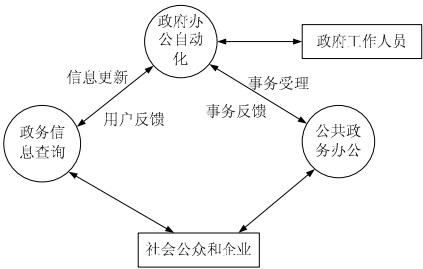 政府办
公自动
化
政府工作人员
信息更新
事务受理
用户反馈
事务反馈
政务信
息查询
公共政
务办公
社会公众和企业